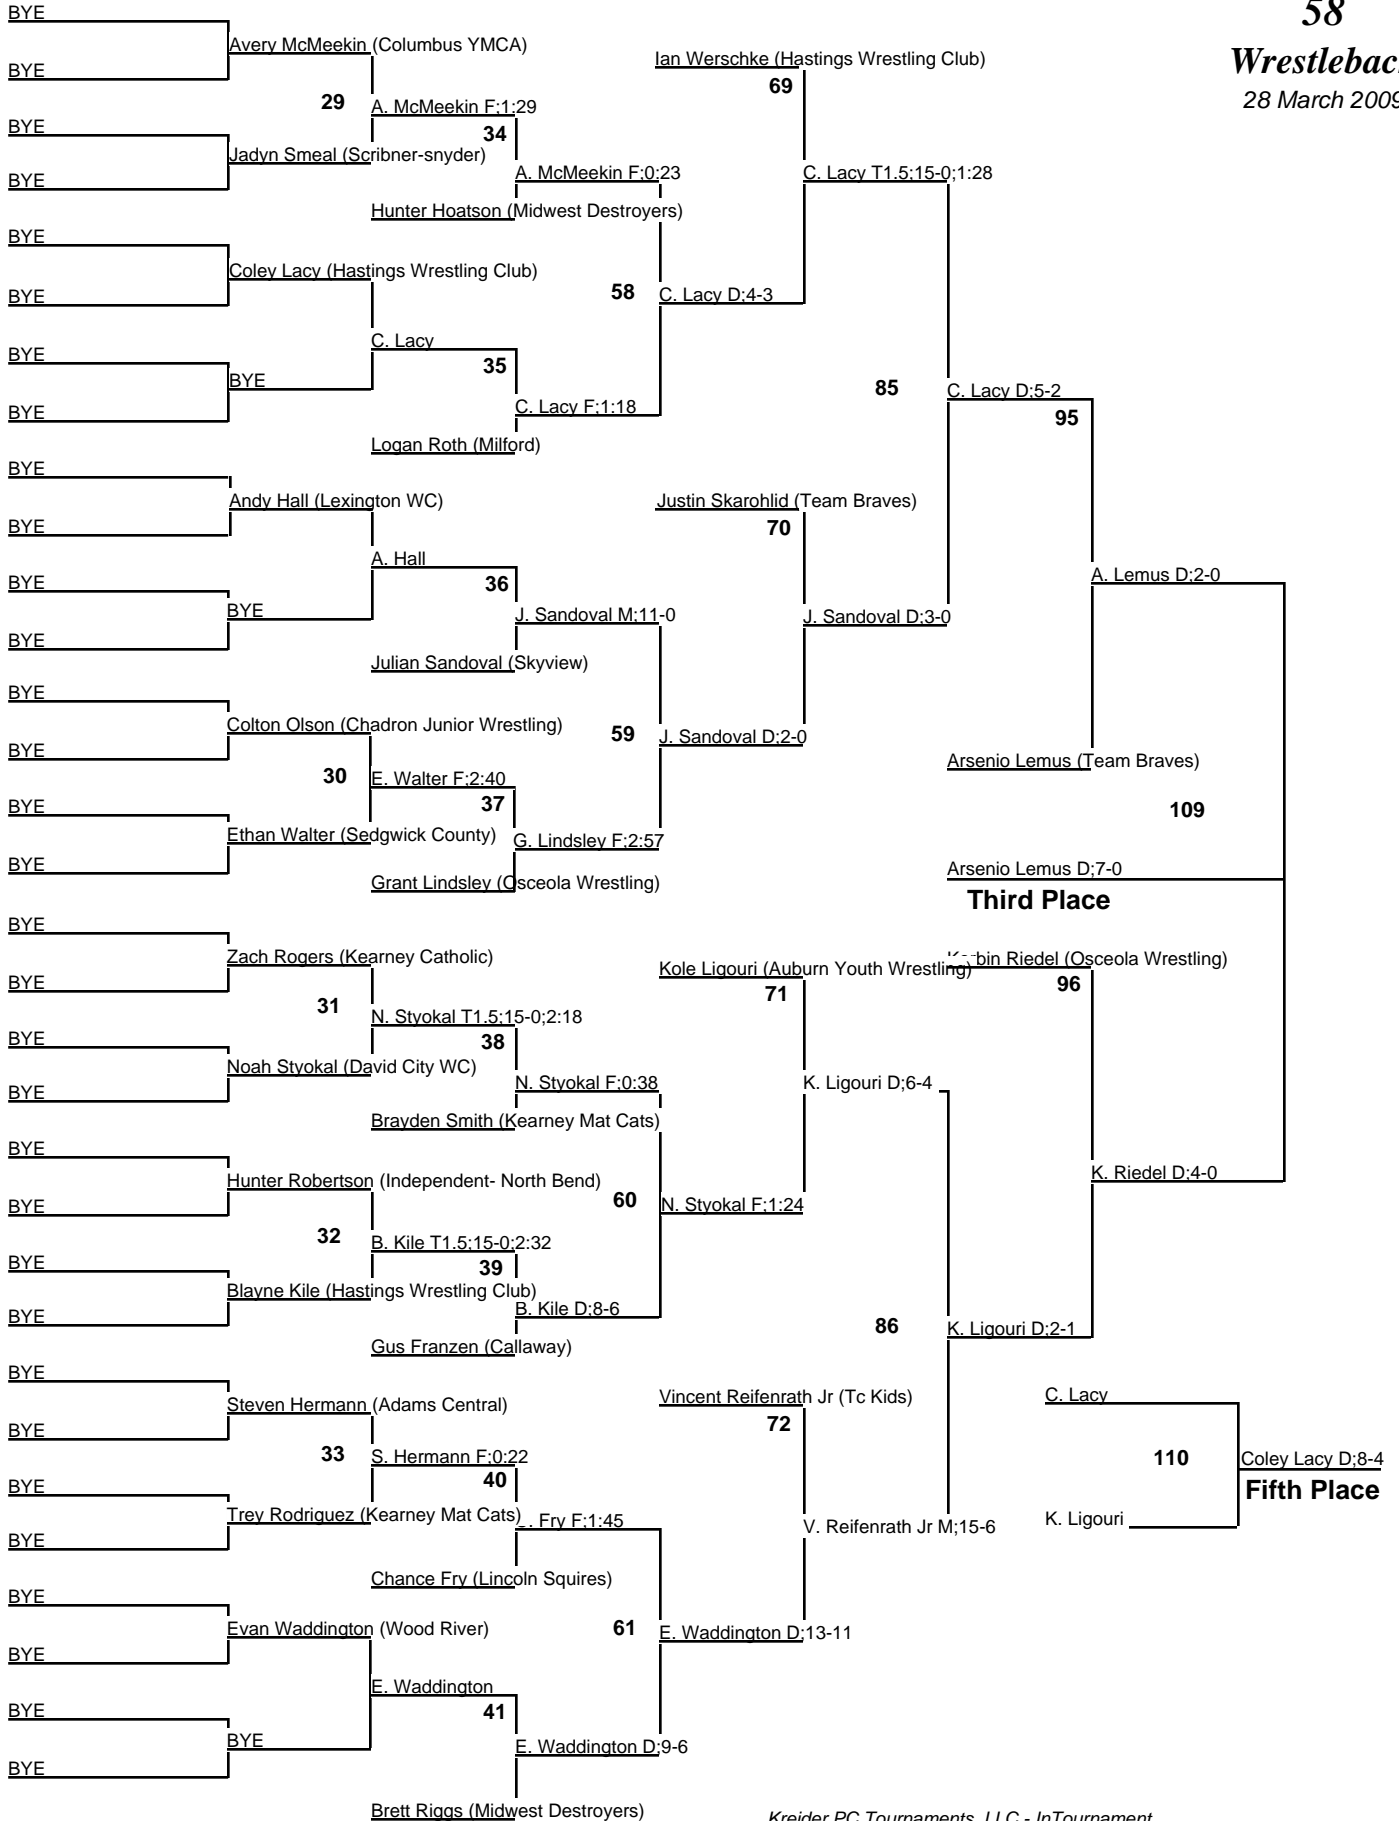 58
Wrestleback
28 March 2009
BYE
Avery McMeekin (Columbus YMCA)
Ian Werschke (Hastings Wrestling Club)
BYE
69
29
A. McMeekin F;1:29
BYE
34
Jadyn Smeal (Scribner-snyder)
A. McMeekin F;0:23
C. Lacy T1.5;15-0;1:28
BYE
Hunter Hoatson (Midwest Destroyers)
BYE
Coley Lacy (Hastings Wrestling Club)
58
C. Lacy D;4-3
BYE
C. Lacy
BYE
35
BYE
85
C. Lacy D;5-2
C. Lacy F;1:18
BYE
95
Logan Roth (Milford)
BYE
Andy Hall (Lexington WC)
Justin Skarohlid (Team Braves)
BYE
70
A. Hall
A. Lemus D;2-0
BYE
36
BYE
J. Sandoval M;11-0
J. Sandoval D;3-0
BYE
Julian Sandoval (Skyview)
BYE
Colton Olson (Chadron Junior Wrestling)
59
J. Sandoval D;2-0
BYE
Arsenio Lemus (Team Braves)
30
E. Walter F;2:40
BYE
37
109
Ethan Walter (Sedgwick County)
G. Lindsley F;2:57
BYE
Arsenio Lemus D;7-0
Grant Lindsley (Osceola Wrestling)
Third Place
BYE
Zach Rogers (Kearney Catholic)
Kole Ligouri (Auburn Youth Wrestling)
Riedel (Osceola Wrestling)
BYE
71
96
31
N. Styokal T1.5;15-0;2:18
BYE
38
Noah Styokal (David City WC)
N. Styokal F;0:38
K. Ligouri D;6-4
BYE
Brayden Smith (Kearney Mat Cats)
BYE
Hunter Robertson (Independent- North Bend)
K. Riedel D;4-0
60
N. Styokal F;1:24
BYE
32
B. Kile T1.5;15-0;2:32
BYE
39
Blayne Kile (Hastings Wrestling Club)
B. Kile D;8-6
BYE
86
K. Ligouri D;2-1
Gus Franzen (Callaway)
BYE
Steven Hermann (Adams Central)
Vincent Reifenrath Jr (Tc Kids)
C. Lacy
BYE
72
33
S. Hermann F;0:22
110
Coley Lacy D;8-4
BYE
40
Fifth Place
Trey Rodriguez (Kearney Mat Cats)
Fry F;1:45
V. Reifenrath Jr M;15-6
K. Ligouri
BYE
Chance Fry (Lincoln Squires)
BYE
Evan Waddington (Wood River)
61
E. Waddington D;13-11
BYE
E. Waddington
BYE
41
BYE
E. Waddington D;9-6
BYE
Brett Riggs (Midwest Destroyers)
Kreider PC Tournaments, LLC - InTournament